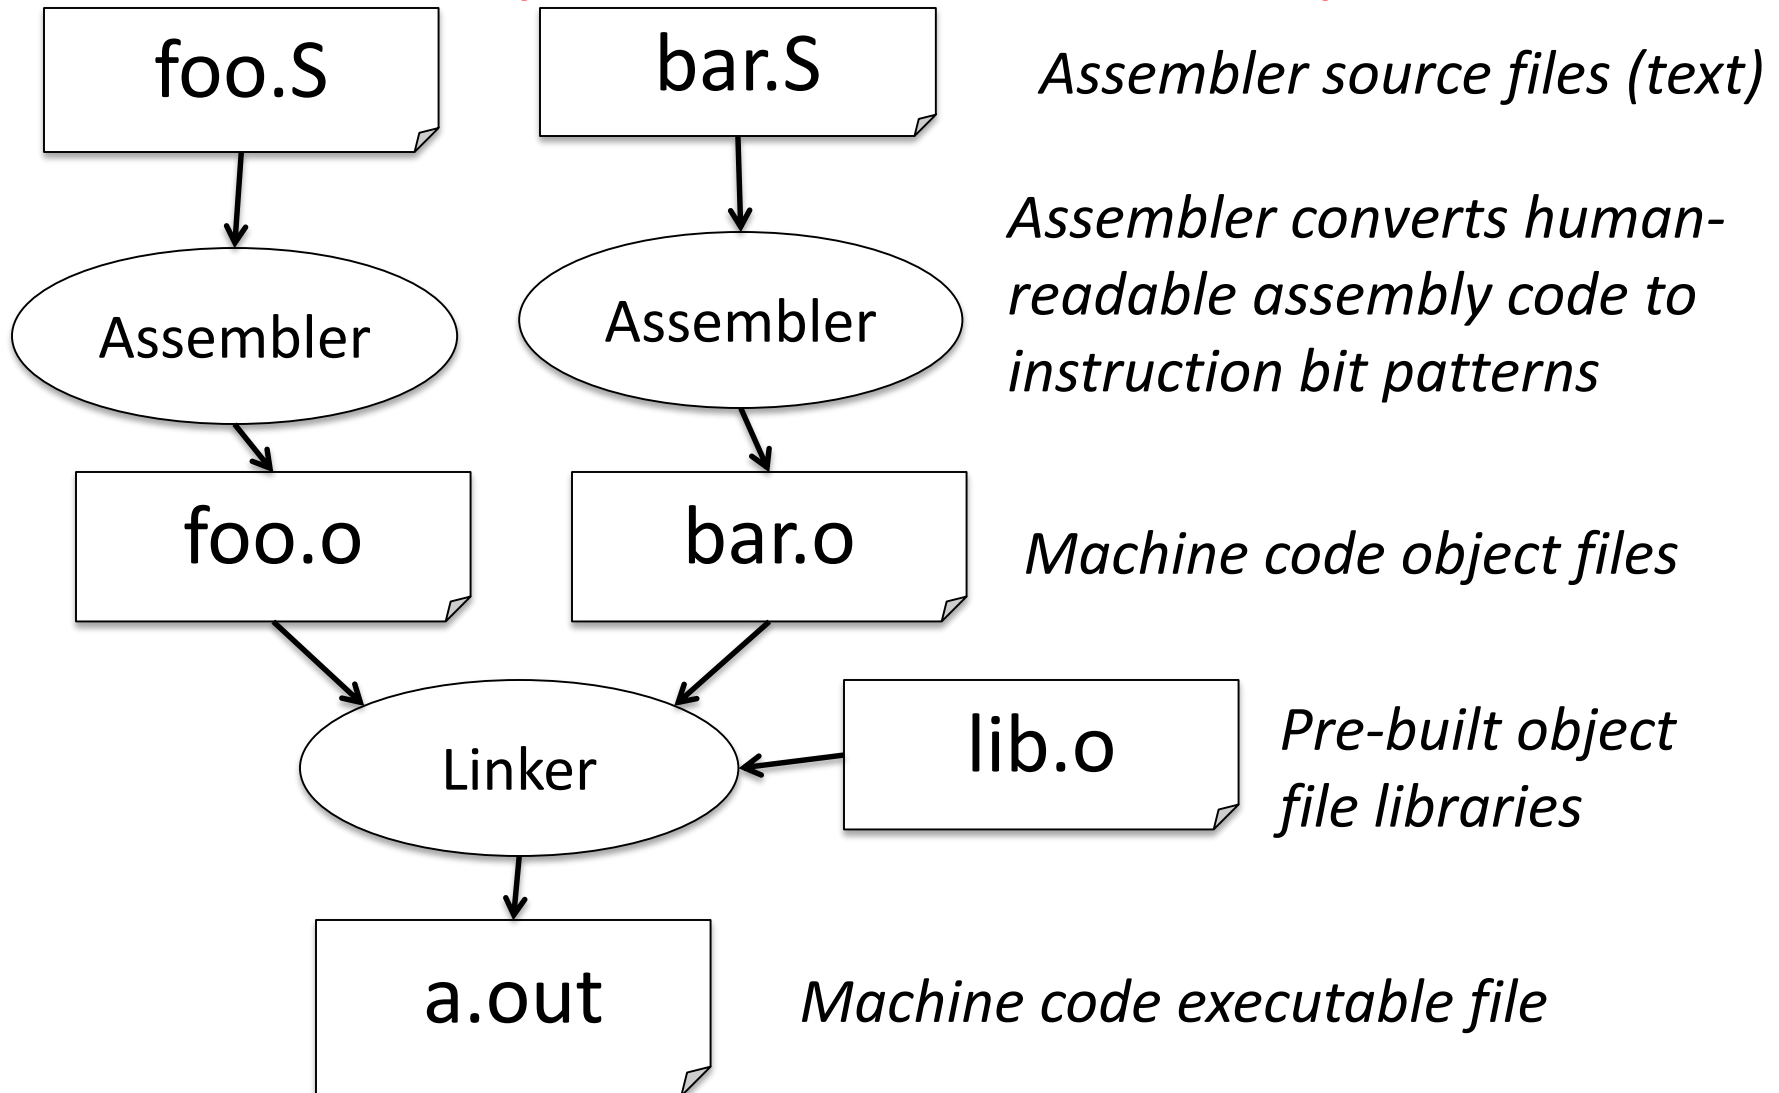 foo.S
bar.S
Assembler source files (text)
Assembler
Assembler
Assembler converts human-
readable assembly code to
instruction bit patterns
foo.o
bar.o
Machine code object files
Linker
lib.o
Pre-built object
file libraries
a.out
Machine code executable file